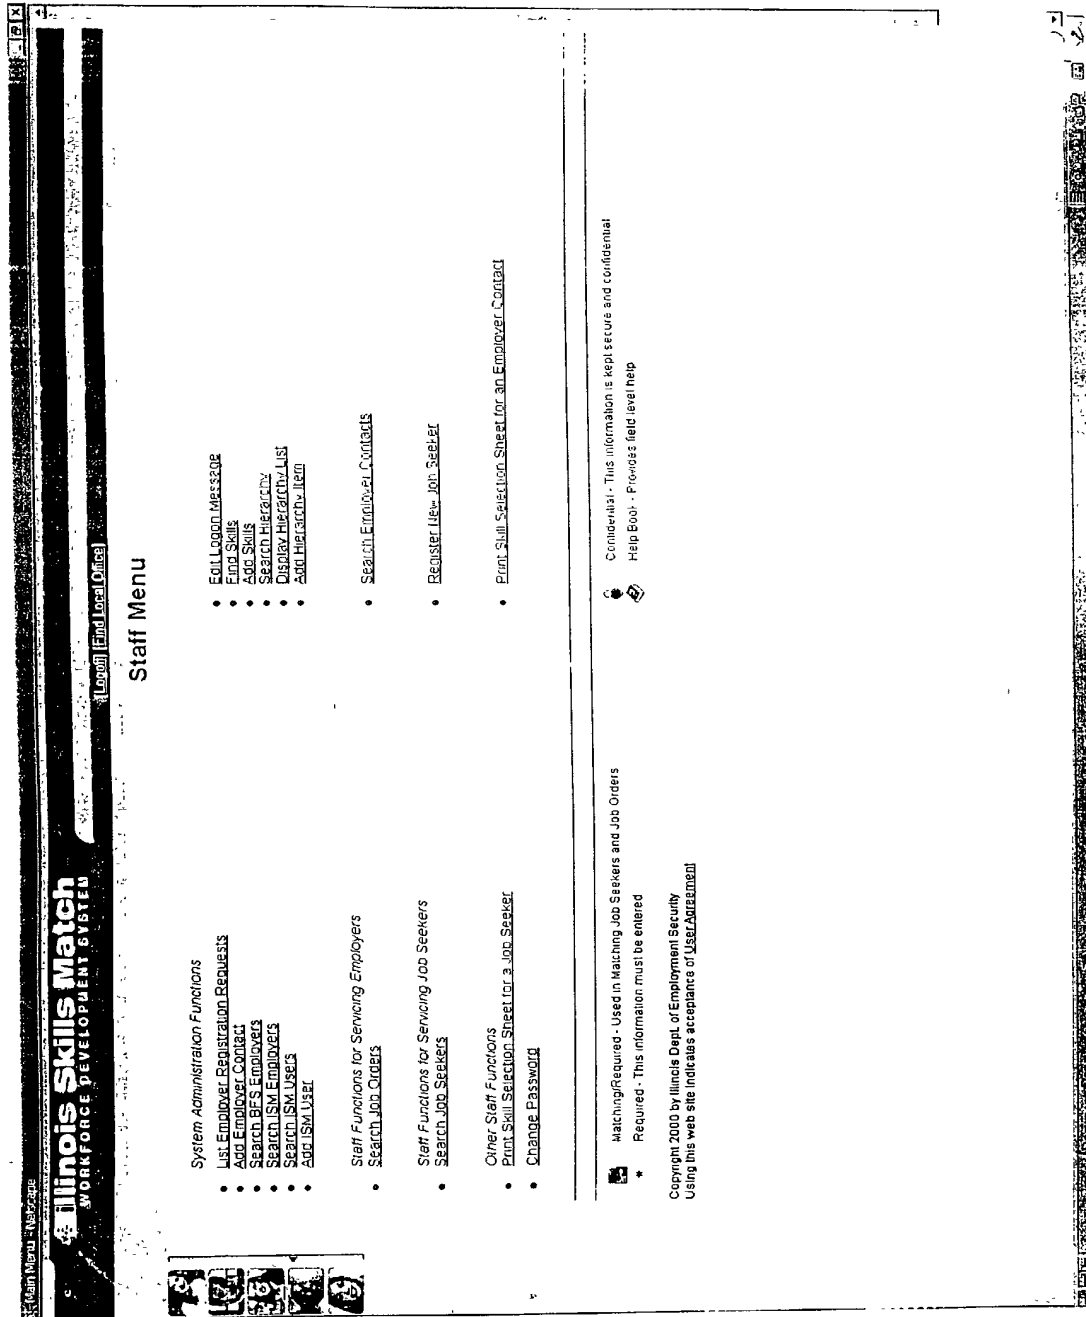 Main Menu - Netscape
Illinois Skills Match
WORKFORCE DEVELOPMENT SYSTEM
[Logoff] [Find Local Office]
Staff Menu
System Administration Functions
• List Employer Registration Requests
• Add Employer Contact
• Search BFS Employers
• Search ISM Employers
• Search ISM Users
• Add ISM User
• Edit Logon Message
• Find Skills
• Add Skills
• Search Hierarchy
• Display Hierarchy List
• Add Hierarchy Item
Staff Functions for Servicing Employers
• Search Job Orders
• Search Employer Contacts
Staff Functions for Servicing Job Seekers
• Search Job Seekers
• Register New Job Seeker
Other Staff Functions
• Print Skill Selection Sheet for a Job Seeker
• Print Skill Selection Sheet for an Employer Contact
• Change Password
Matching/Required - Used in Matching Job Seekers and Job Orders
Confidential - This information is kept secure and confidential
* Required - This information must be entered
Help Book - Provides field level help
Copyright 2000 by Illinois Dept. of Employment Security
Using this web site indicates acceptance of User Agreement